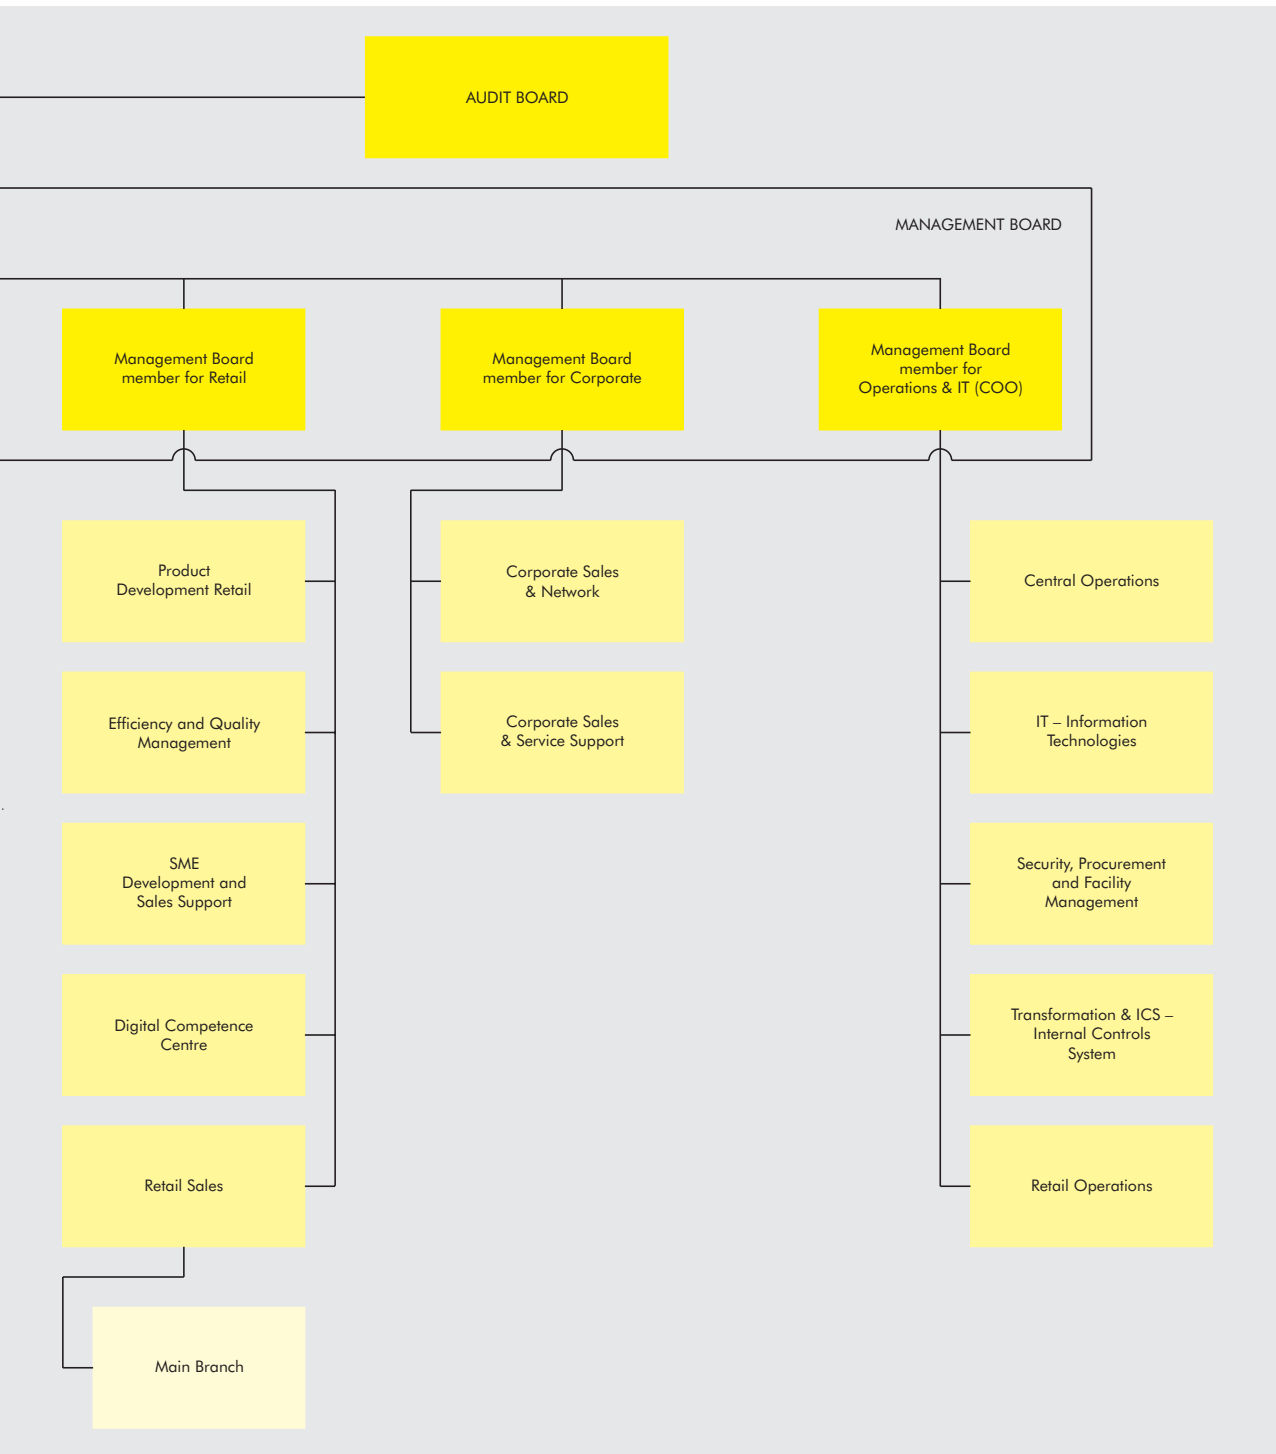 AUDIT BOARD
MANAGEMENT BOARD
Management Board
member for Retail
Management Board
member for Corporate
Management Board
member for
Operations & IT (COO)
Product
Development Retail
Efficiency and Quality
Management
SME
Development and
Sales Support
Digital Competence
Centre
Retail Sales
Main Branch
Corporate Sales
& Network
Corporate Sales
& Service Support
Central Operations
IT – Information
Technologies
Security, Procurement
and Facility
Management
Transformation & ICS –
Internal Controls
System
Retail Operations